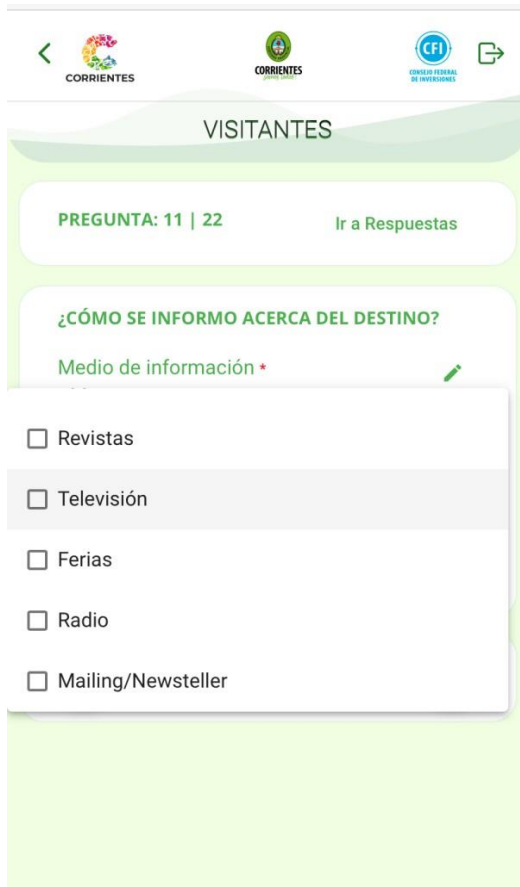 CORRIENTES
CORRIENTES
CFI
CONSEJO FEDERAL
DE INVERSIONES
VISITANTES
PREGUNTA: 11 | 22
Ir a Respuestas
¿CÓMO SE INFORMO ACERCA DEL DESTINO?
Medio de información *
Revistas
Televisión
Ferias
Radio
Mailing/Newsteller